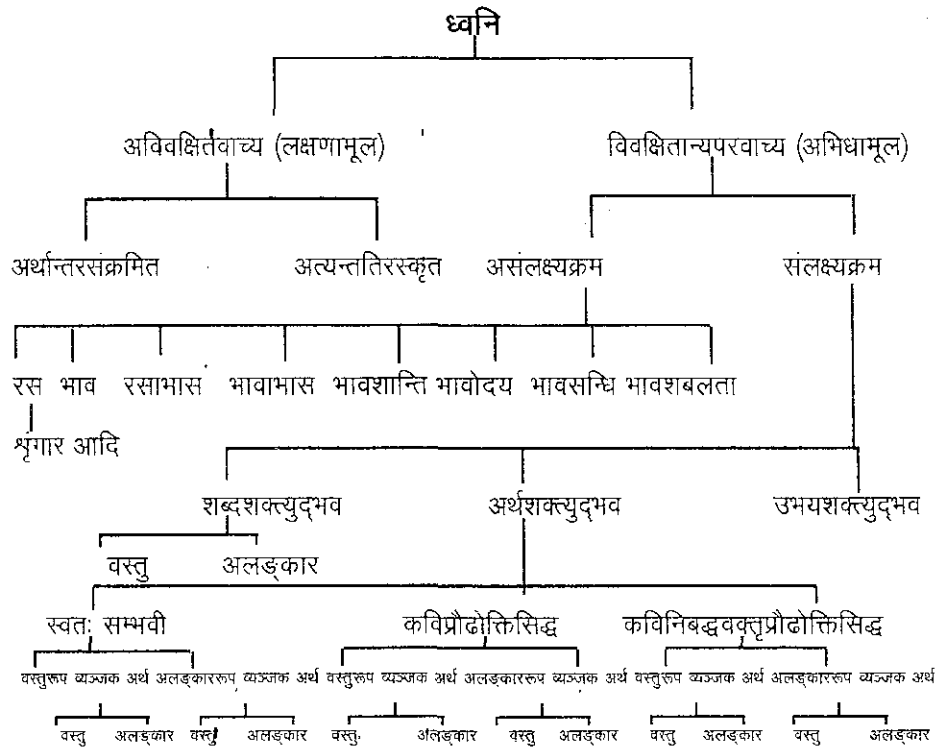 ध्वनि
अविवक्षितवाच्य (लक्षणामूल) विवक्षितान्यपरवाच्य (अभिधामूल)
अर्थान्तरसंक्रमित अत्यन्ततिरस्कृत असंलक्ष्यक्रम संलक्ष्यक्रम
रस भाव रसाभास भावाभास भावशान्ति भावोदय भावसन्धि भावशबलता
श्रृंगार आदि
शब्दशक्त्युद्भव अर्थशक्त्युद्भव उभयशक्त्युद्भव
वस्तु अलङ्कार
स्वतः सम्भवी कविप्रौढोक्तिसिद्ध कविनिबद्धवक्तृप्रौढोक्तिसिद्ध
वस्तुरूप व्यञ्जक अर्थ अलङ्काररूप व्यञ्जक अर्थ वस्तुरूप व्यञ्जक अर्थ अलङ्काररूप व्यञ्जक अर्थ वस्तुरूप व्यञ्जक अर्थ अलङ्काररूप व्यञ्जक अर्थ
वस्तु अलङ्कार वस्तु अलङ्कार वस्तु अलङ्कार वस्तु अलङ्कार वस्तु अलङ्कार वस्तु अलङ्कार